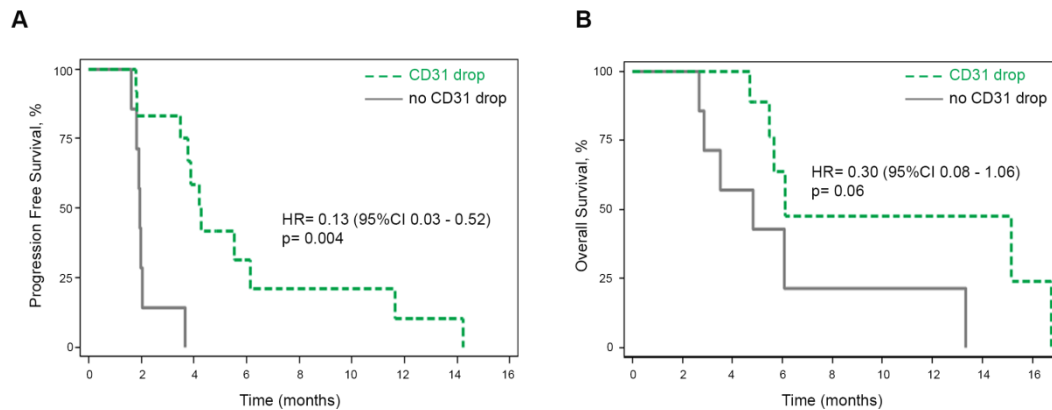 A
Progression Free Survival, %
100
75
50
25
0
CD31 drop
no CD31 drop
HR= 0.13 (95%CI 0.03 - 0.52)
p= 0.004
0 2 4 6 8 10 12 14 16
Time (months)
B
Overall Survival, %
100
75
50
25
0
CD31 drop
no CD31 drop
HR= 0.30 (95%CI 0.08 - 1.06)
p= 0.06
0 2 4 6 8 10 12 14 16
Time (months)